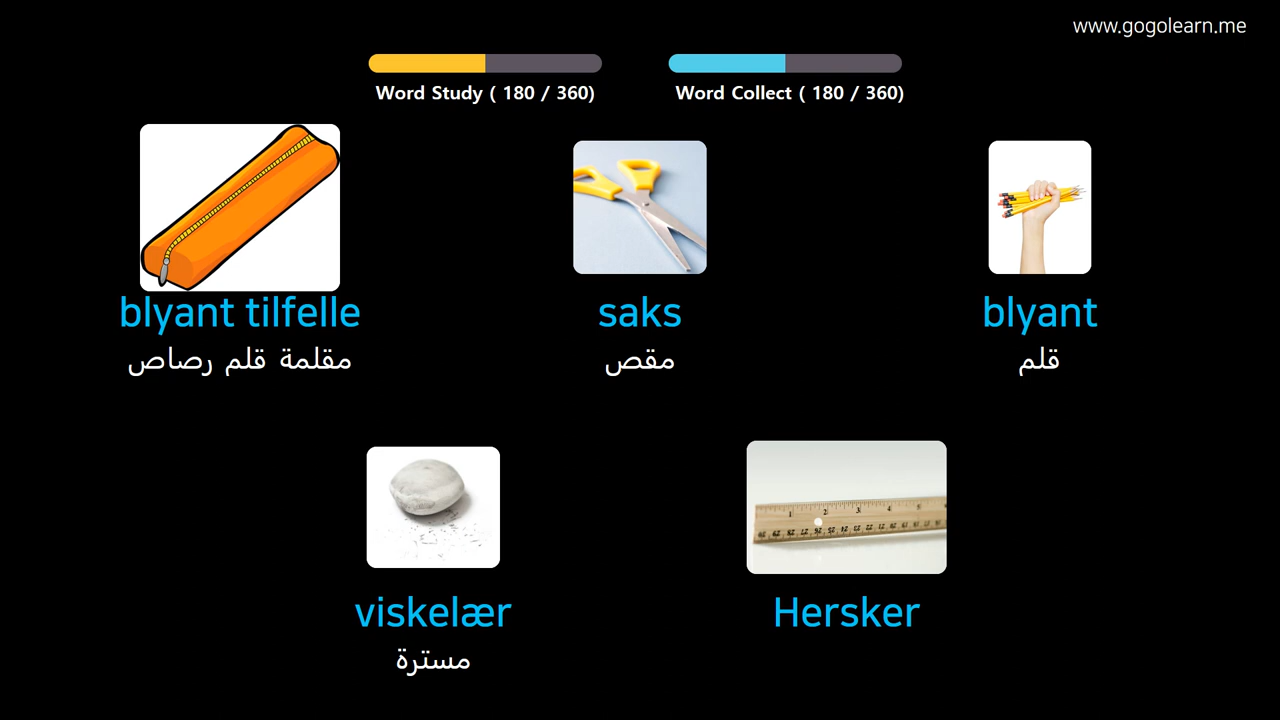 www.gogolearn.me
Word Study ( 180 / 360)
Word Collect ( 180 / 360)
blyant tilfelle
مقلمة قلم رصاص
saks
مقص
blyant
قلم
viskelær
مسترة
Hersker